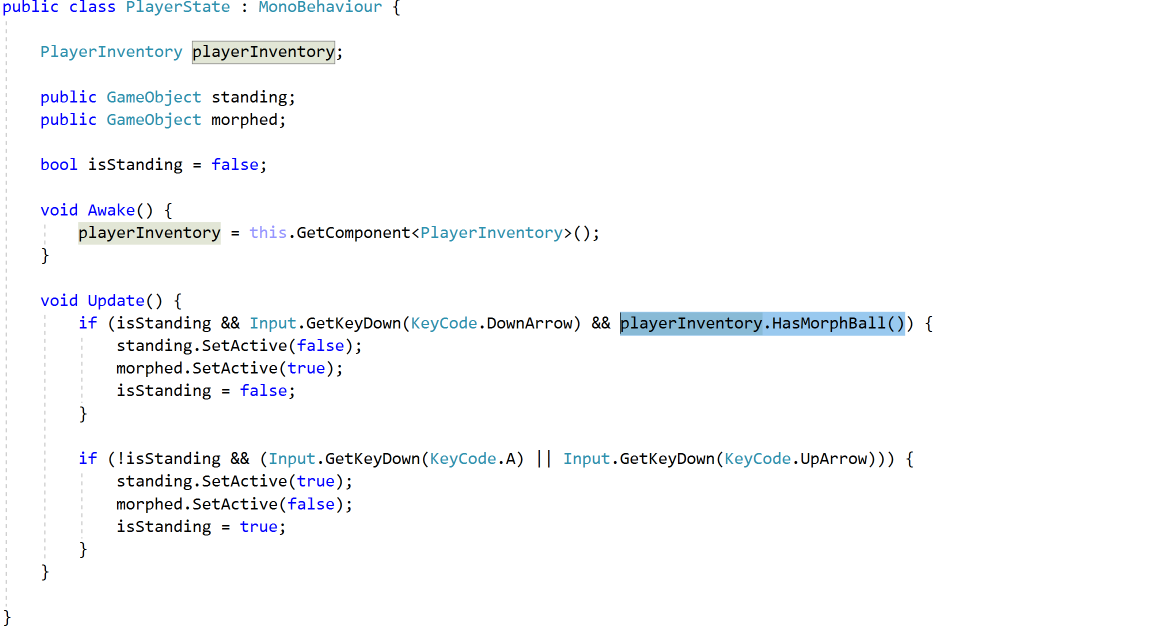 public class PlayerState : MonoBehaviour {
PlayerInventory playerInventory;
public GameObject standing;
public GameObject morphed;
bool isStanding = false;
void Awake() {
playerInventory = this.GetComponent<PlayerInventory>();
}
void Update() {
if (isStanding && Input.GetKeyDown(KeyCode.DownArrow) && playerInventory.HasMorphBall()) {
standing.SetActive(false);
morphed.SetActive(true);
isStanding = false;
}
if (!isStanding && (Input.GetKeyDown(KeyCode.A) || Input.GetKeyDown(KeyCode.UpArrow))) {
standing.SetActive(true);
morphed.SetActive(false);
isStanding = true;
}
}
}